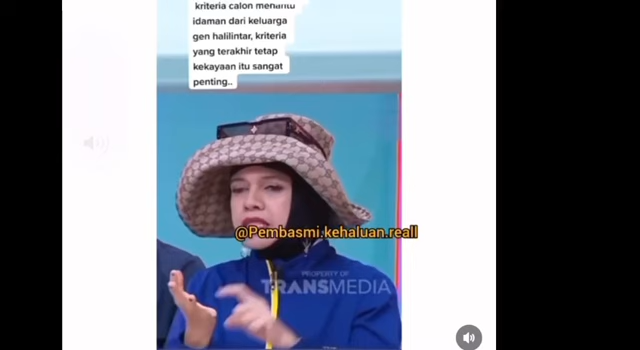 kriteria calon menantu
idaman dari keluarga
gen halilintar, kriteria
yang terakhir tetap
kekayaan itu sangat
penting..
@Pembasmi.kehaluan.reall
PROPERTY OF
TRANSMEDIA